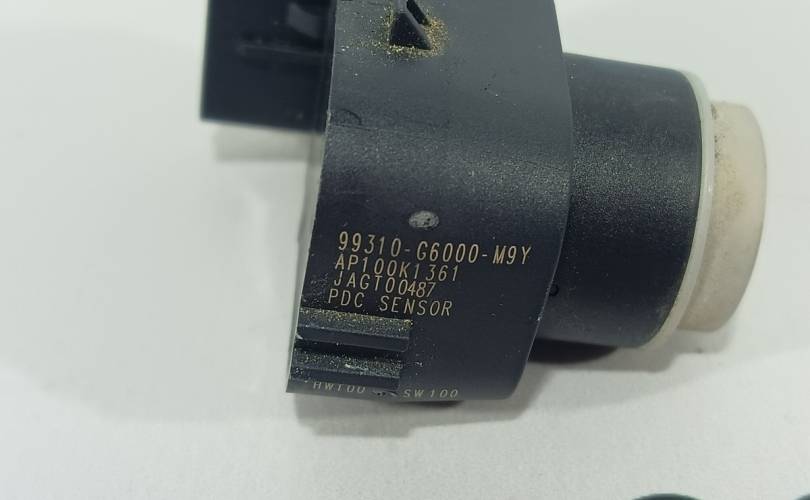 99310-G6000-M9Y
AP100K1361
JAGT00487
PDC SENSOR
HW100 SW100